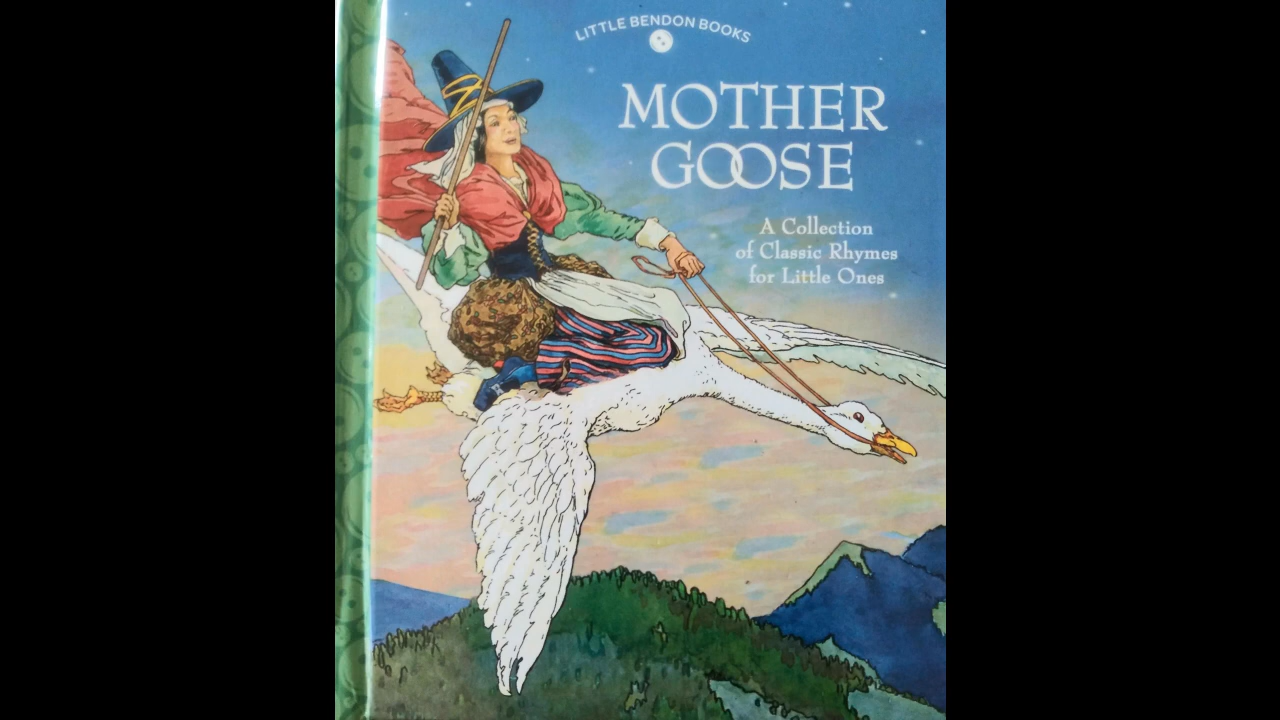 LITTLE BENDON BOOKS
MOTHER
GOOSE
A Collection
of Classic Rhymes
for Little Ones